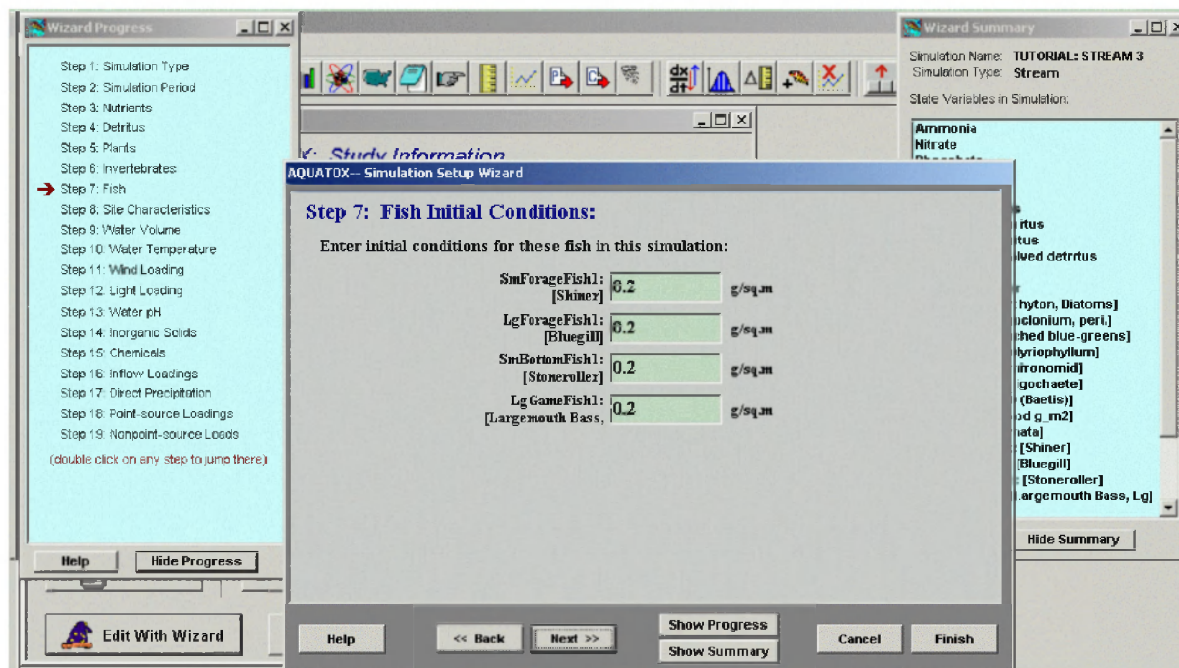 Wizard Progress
Step 1: Simulation Type
Step 2: Simulation Period
Step 3: Nutrients
Step 4: Detritus
Step 5: Plants
Step 6: Invertebrates
Step 7: Fish
Step 8: Site Characteristics
Step 9: Water Volume
Step 10: Water Temperature
Step 11: Wind Loading
Step 12: Light Loading
Step 13: Water pH
Step 14: Inorganic Solids
Step 15: Chemicals
Step 16: Inflow Loadings
Step 17: Direct Precipitation
Step 18: Point-source Loadings
Step 19: Nonpoint-source Loads
(double click on any step to jump there)
Help
Hide Progress
Edit With Wizard
Study Information
AQUATOX-- Simulation Setup Wizard
Step 7: Fish Initial Conditions:
Enter initial conditions for these fish in this simulation:
SmForageFish1: 0.2 g/sq.m
[Shiner]
LgForageFish1: 0.2 g/sq.m
[Bluegill]
SmBottomFish1: 0.2 g/sq.m
[Stoneroller]
LgGameFish1: 0.2 g/sq.m
[Largemouth Bass,
Help
<< Back
Next >>
Show Progress
Show Summary
Cancel
Finish
Wizard Summary
Simulation Name: TUTORIAL: STREAM 3
Simulation Type: Stream
State Variables in Simulation:
Ammonia
Nitrate
Phosphate
ritus
itus
lved detritus
hyton, Diatoms]
peri.]
ched blue-greens]
yriophyllum]
hironomid]
igochaete]
(Baetis)]
od g_m2]
nata]
[Shiner]
[Bluegill]
: [Stoneroller]
Largemouth Bass, Lg]
Hide Summary